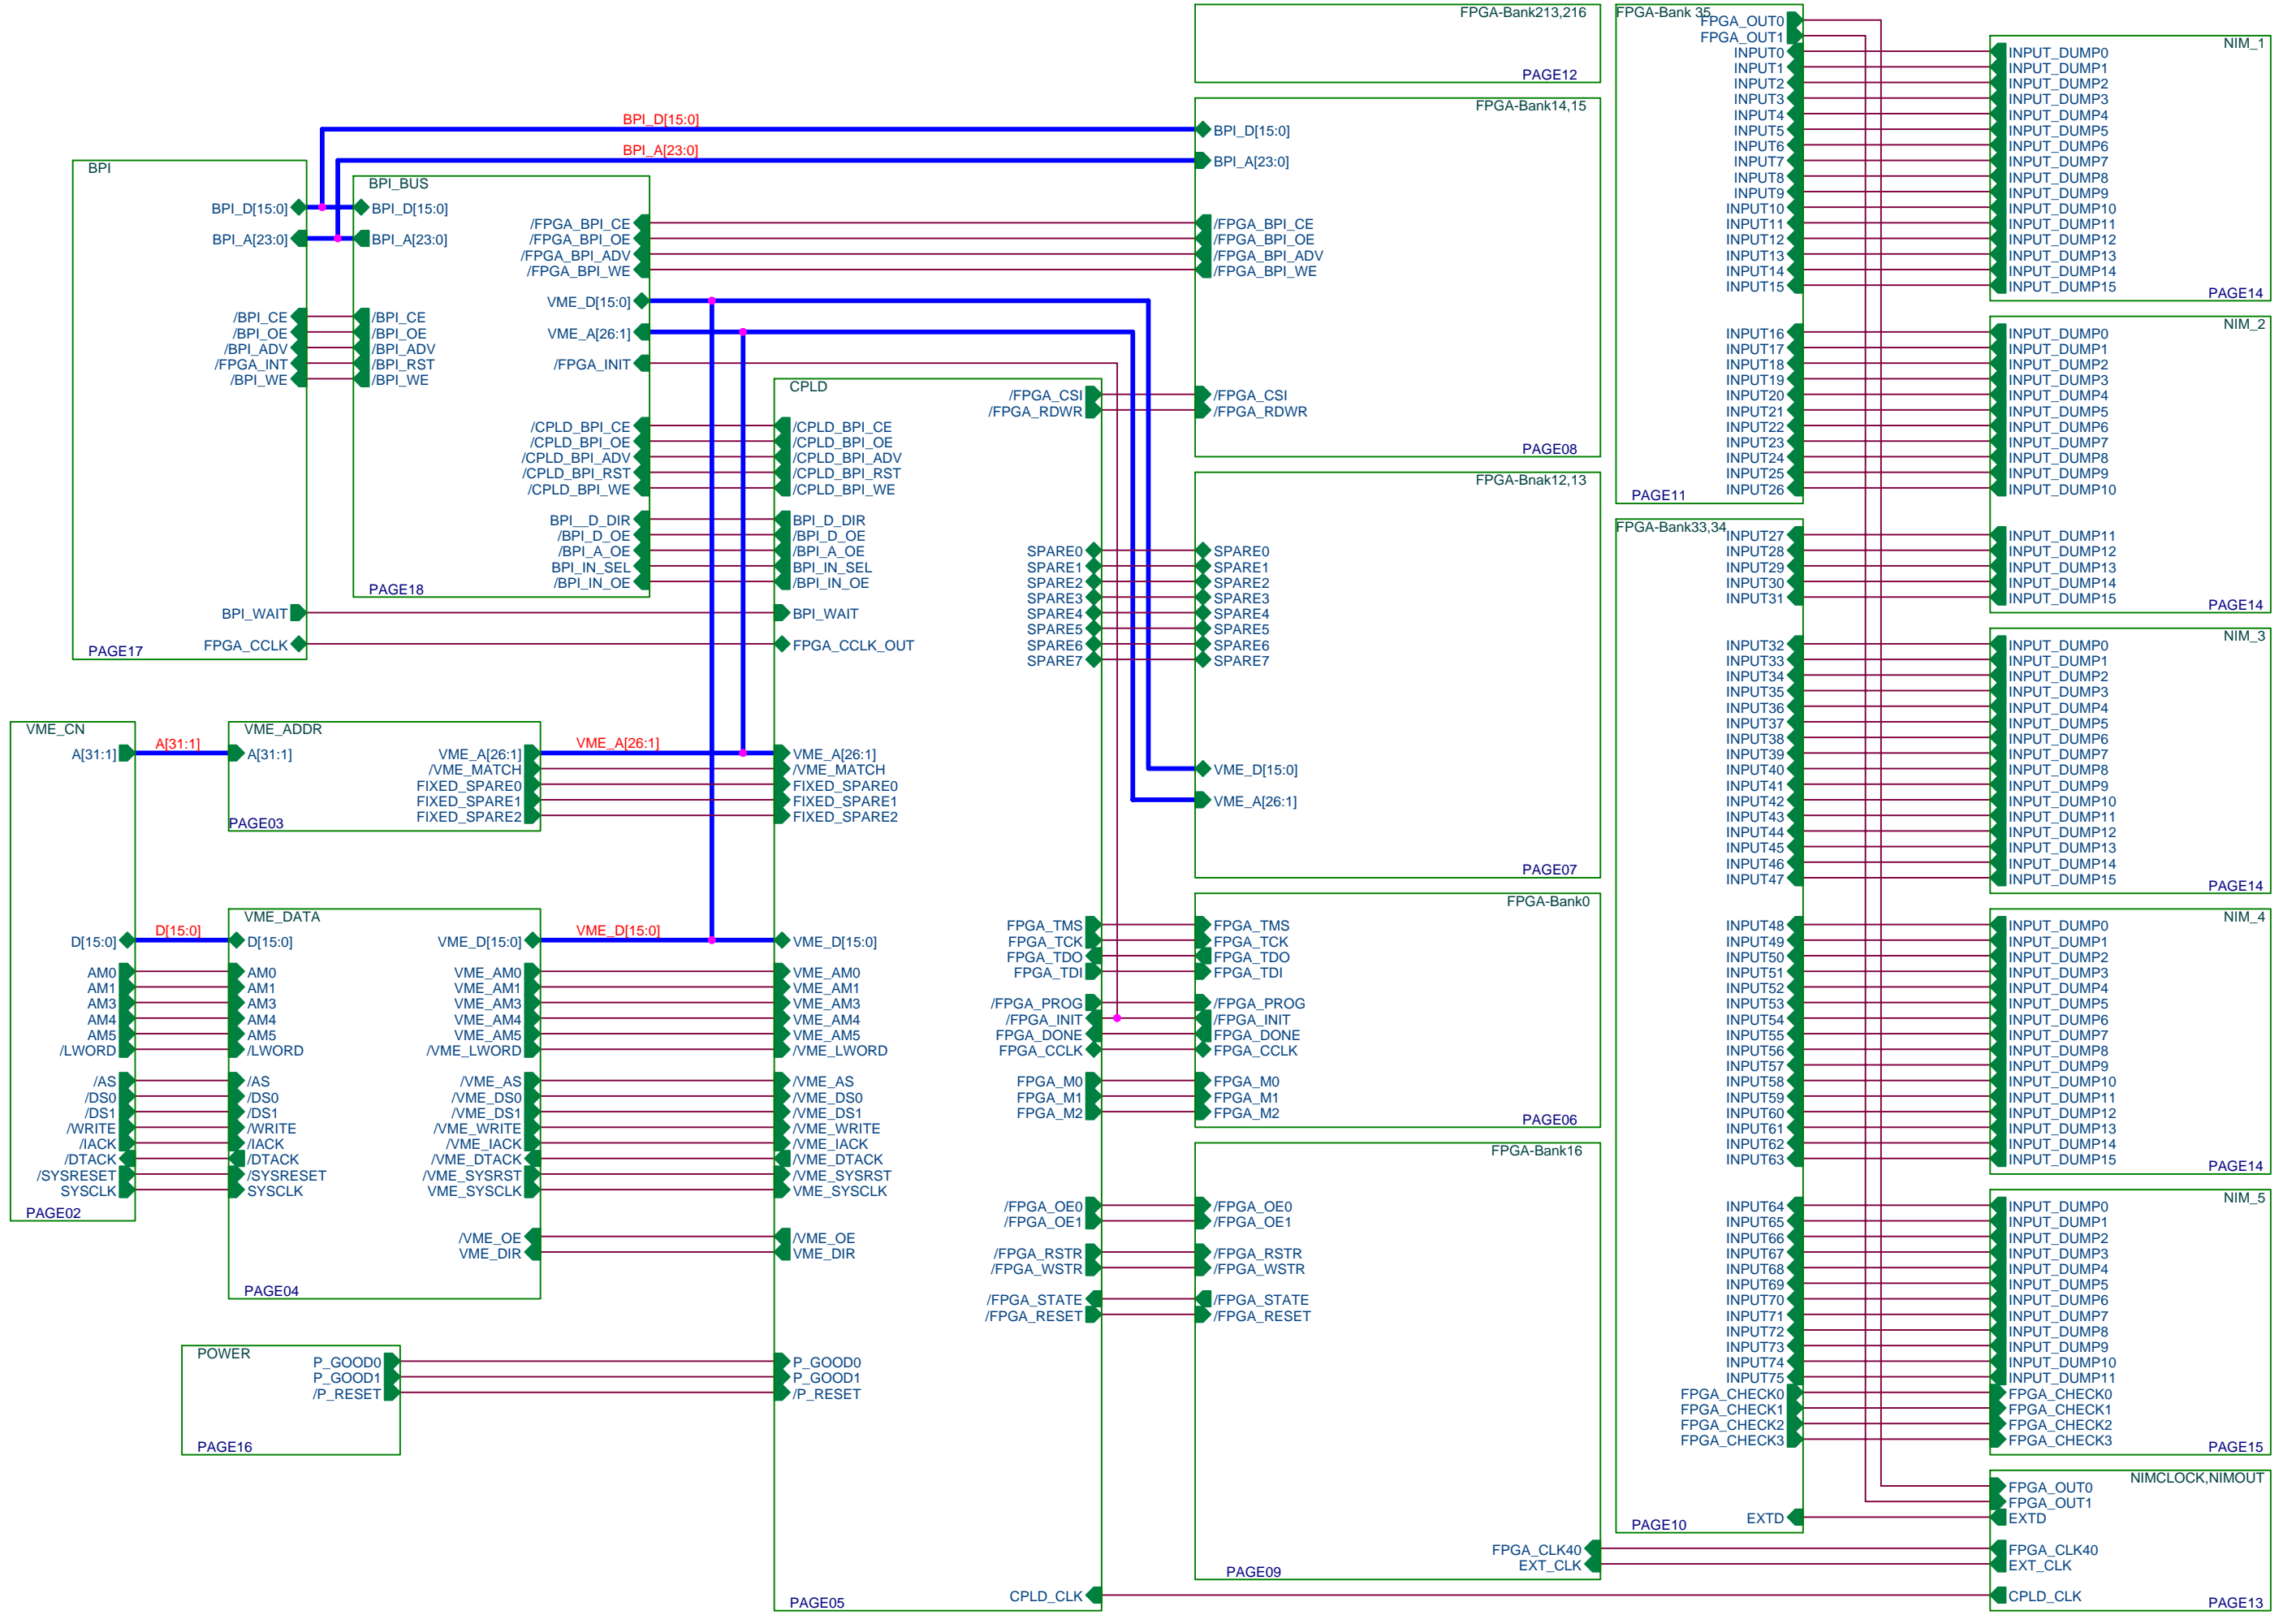 BPI
BPI_D[15:0]
BPI_A[23:0]
/BPI_CE
/BPI_OE
/BPI_ADV
/FPGA_INT
/BPI_WE
BPI_WAIT
FPGA_CCLK
PAGE17
BPI_D[15:0]
BPI_A[23:0]
BPI_BUS
BPI_D[15:0]
BPI_A[23:0]
/BPI_CE
/BPI_OE
/BPI_ADV
/BPI_RST
/BPI_WE
/FPGA_BPI_CE
/FPGA_BPI_OE
/FPGA_BPI_ADV
/FPGA_BPI_WE
VME_D[15:0]
VME_A[26:1]
/FPGA_INIT
/CPLD_BPI_CE
/CPLD_BPI_OE
/CPLD_BPI_ADV
/CPLD_BPI_RST
/CPLD_BPI_WE
BPI__D_DIR
/BPI_D_OE
/BPI_A_OE
BPI_IN_SEL
/BPI_IN_OE
PAGE18
VME_CN
A[31:1]
D[15:0]
AM0
AM1
AM3
AM4
AM5
/LWORD
/AS
/DS0
/DS1
/WRITE
/IACK
/DTACK
/SYSRESET
SYSCLK
PAGE02
A[31:1]
D[15:0]
VME_ADDR
A[31:1]
VME_A[26:1]
/VME_MATCH
FIXED_SPARE0
FIXED_SPARE1
FIXED_SPARE2
PAGE03
VME_A[26:1]
VME_DATA
D[15:0]
AM0
AM1
AM3
AM4
AM5
/LWORD
/AS
/DS0
/DS1
/WRITE
/IACK
/DTACK
/SYSRESET
SYSCLK
VME_D[15:0]
VME_AM0
VME_AM1
VME_AM3
VME_AM4
VME_AM5
/VME_LWORD
/VME_AS
/VME_DS0
/VME_DS1
/VME_WRITE
/VME_IACK
/VME_DTACK
/VME_SYSRST
VME_SYSCLK
/VME_OE
VME_DIR
PAGE04
VME_D[15:0]
POWER
P_GOOD0
P_GOOD1
/P_RESET
PAGE16
CPLD
/CPLD_BPI_CE
/CPLD_BPI_OE
/CPLD_BPI_ADV
/CPLD_BPI_RST
/CPLD_BPI_WE
BPI_D_DIR
/BPI_D_OE
/BPI_A_OE
BPI_IN_SEL
/BPI_IN_OE
BPI_WAIT
FPGA_CCLK_OUT
VME_A[26:1]
/VME_MATCH
FIXED_SPARE0
FIXED_SPARE1
FIXED_SPARE2
VME_D[15:0]
VME_AM0
VME_AM1
VME_AM3
VME_AM4
VME_AM5
/VME_LWORD
/VME_AS
/VME_DS0
/VME_DS1
/VME_WRITE
/VME_IACK
/VME_DTACK
/VME_SYSRST
VME_SYSCLK
/VME_OE
VME_DIR
P_GOOD0
P_GOOD1
/P_RESET
/FPGA_CSI
/FPGA_RDWR
SPARE0
SPARE1
SPARE2
SPARE3
SPARE4
SPARE5
SPARE6
SPARE7
FPGA_TMS
FPGA_TCK
FPGA_TDO
FPGA_TDI
/FPGA_PROG
/FPGA_INIT
FPGA_DONE
FPGA_CCLK
FPGA_M0
FPGA_M1
FPGA_M2
/FPGA_OE0
/FPGA_OE1
/FPGA_RSTR
/FPGA_WSTR
/FPGA_STATE
/FPGA_RESET
CPLD_CLK
PAGE05
FPGA-Bank213,216
PAGE12
FPGA-Bank14,15
BPI_D[15:0]
BPI_A[23:0]
/FPGA_BPI_CE
/FPGA_BPI_OE
/FPGA_BPI_ADV
/FPGA_BPI_WE
/FPGA_CSI
/FPGA_RDWR
PAGE08
FPGA-Bnak12,13
SPARE0
SPARE1
SPARE2
SPARE3
SPARE4
SPARE5
SPARE6
SPARE7
VME_D[15:0]
VME_A[26:1]
PAGE07
FPGA-Bank0
FPGA_TMS
FPGA_TCK
FPGA_TDO
FPGA_TDI
/FPGA_PROG
/FPGA_INIT
FPGA_DONE
FPGA_CCLK
FPGA_M0
FPGA_M1
FPGA_M2
PAGE06
FPGA-Bank16
/FPGA_OE0
/FPGA_OE1
/FPGA_RSTR
/FPGA_WSTR
/FPGA_STATE
/FPGA_RESET
FPGA_CLK40
EXT_CLK
PAGE09
FPGA-Bank 35
FPGA_OUT0
FPGA_OUT1
INPUT0
INPUT1
INPUT2
INPUT3
INPUT4
INPUT5
INPUT6
INPUT7
INPUT8
INPUT9
INPUT10
INPUT11
INPUT12
INPUT13
INPUT14
INPUT15
INPUT16
INPUT17
INPUT18
INPUT19
INPUT20
INPUT21
INPUT22
INPUT23
INPUT24
INPUT25
INPUT26
PAGE11
FPGA-Bank33,34
INPUT27
INPUT28
INPUT29
INPUT30
INPUT31
INPUT32
INPUT33
INPUT34
INPUT35
INPUT36
INPUT37
INPUT38
INPUT39
INPUT40
INPUT41
INPUT42
INPUT43
INPUT44
INPUT45
INPUT46
INPUT47
INPUT48
INPUT49
INPUT50
INPUT51
INPUT52
INPUT53
INPUT54
INPUT55
INPUT56
INPUT57
INPUT58
INPUT59
INPUT60
INPUT61
INPUT62
INPUT63
INPUT64
INPUT65
INPUT66
INPUT67
INPUT68
INPUT69
INPUT70
INPUT71
INPUT72
INPUT73
INPUT74
INPUT75
FPGA_CHECK0
FPGA_CHECK1
FPGA_CHECK2
FPGA_CHECK3
EXTD
PAGE10
NIM_1
INPUT_DUMP0
INPUT_DUMP1
INPUT_DUMP2
INPUT_DUMP3
INPUT_DUMP4
INPUT_DUMP5
INPUT_DUMP6
INPUT_DUMP7
INPUT_DUMP8
INPUT_DUMP9
INPUT_DUMP10
INPUT_DUMP11
INPUT_DUMP12
INPUT_DUMP13
INPUT_DUMP14
INPUT_DUMP15
PAGE14
NIM_2
INPUT_DUMP0
INPUT_DUMP1
INPUT_DUMP2
INPUT_DUMP3
INPUT_DUMP4
INPUT_DUMP5
INPUT_DUMP6
INPUT_DUMP7
INPUT_DUMP8
INPUT_DUMP9
INPUT_DUMP10
INPUT_DUMP11
INPUT_DUMP12
INPUT_DUMP13
INPUT_DUMP14
INPUT_DUMP15
PAGE14
NIM_3
INPUT_DUMP0
INPUT_DUMP1
INPUT_DUMP2
INPUT_DUMP3
INPUT_DUMP4
INPUT_DUMP5
INPUT_DUMP6
INPUT_DUMP7
INPUT_DUMP8
INPUT_DUMP9
INPUT_DUMP10
INPUT_DUMP11
INPUT_DUMP12
INPUT_DUMP13
INPUT_DUMP14
INPUT_DUMP15
PAGE14
NIM_4
INPUT_DUMP0
INPUT_DUMP1
INPUT_DUMP2
INPUT_DUMP3
INPUT_DUMP4
INPUT_DUMP5
INPUT_DUMP6
INPUT_DUMP7
INPUT_DUMP8
INPUT_DUMP9
INPUT_DUMP10
INPUT_DUMP11
INPUT_DUMP12
INPUT_DUMP13
INPUT_DUMP14
INPUT_DUMP15
PAGE14
NIM_5
INPUT_DUMP0
INPUT_DUMP1
INPUT_DUMP2
INPUT_DUMP3
INPUT_DUMP4
INPUT_DUMP5
INPUT_DUMP6
INPUT_DUMP7
INPUT_DUMP8
INPUT_DUMP9
INPUT_DUMP10
INPUT_DUMP11
FPGA_CHECK0
FPGA_CHECK1
FPGA_CHECK2
FPGA_CHECK3
PAGE15
NIMCLOCK,NIMOUT
FPGA_OUT0
FPGA_OUT1
EXTD
FPGA_CLK40
EXT_CLK
CPLD_CLK
PAGE13